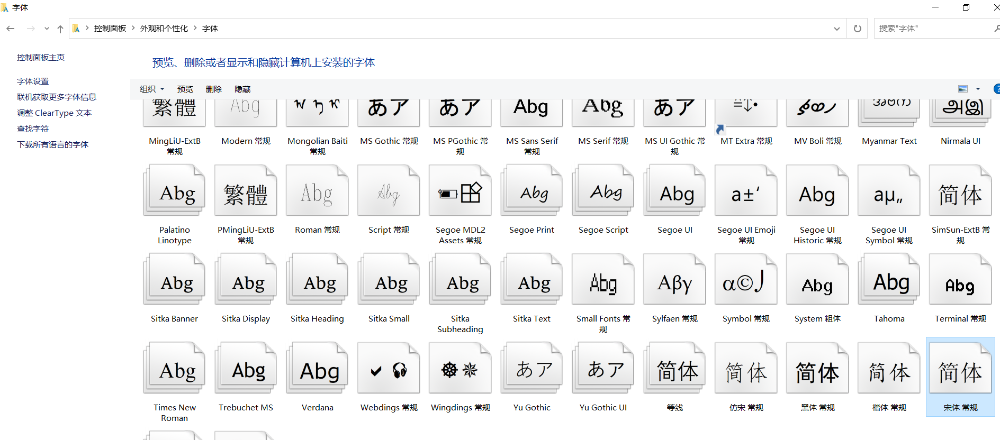 字体
控制面板 > 外观和个性化 > 字体
搜索"字体"
控制面板主页
字体设置
联机获取更多字体信息
调整 ClearType 文本
查找字符
下载所有语言的字体
预览、删除或者显示和隐藏计算机上安装的字体
组织 预览 删除 隐藏
繁體 Abg あア あア Abg Abg あア
MingLiU-ExtB 常规
Modern 常规
Mongolian Baiti 常规
MS Gothic 常规
MS PGothic 常规
MS Sans Serif 常规
MS Serif 常规
MS UI Gothic 常规
MT Extra 常规
MV Boli 常规
Myanmar Text
Nirmala UI
Abg 繁體 Abg Abg Abg Abg Abg a±‘ Abg aµ„ 简体
Palatino Linotype
PMingLiU-ExtB 常规
Roman 常规
Script 常规
Segoe MDL2 Assets 常规
Segoe Print
Segoe Script
Segoe UI
Segoe UI Emoji 常规
Segoe UI Historic 常规
Segoe UI Symbol 常规
SimSun-ExtB 常规
Abg Abg Abg Abg Abg Abg Abg Αβγ α©J Abg Abg Abg
Sitka Banner
Sitka Display
Sitka Heading
Sitka Small
Sitka Subheading
Sitka Text
Small Fonts 常规
Sylfaen 常规
Symbol 常规
System 粗体
Tahoma
Terminal 常规
Abg Abg Abg あア あア 简体 简体 简体 简体 简体
Times New Roman
Trebuchet MS
Verdana
Webdings 常规
Wingdings 常规
Yu Gothic
Yu Gothic UI
等线
仿宋 常规
黑体 常规
楷体 常规
宋体 常规